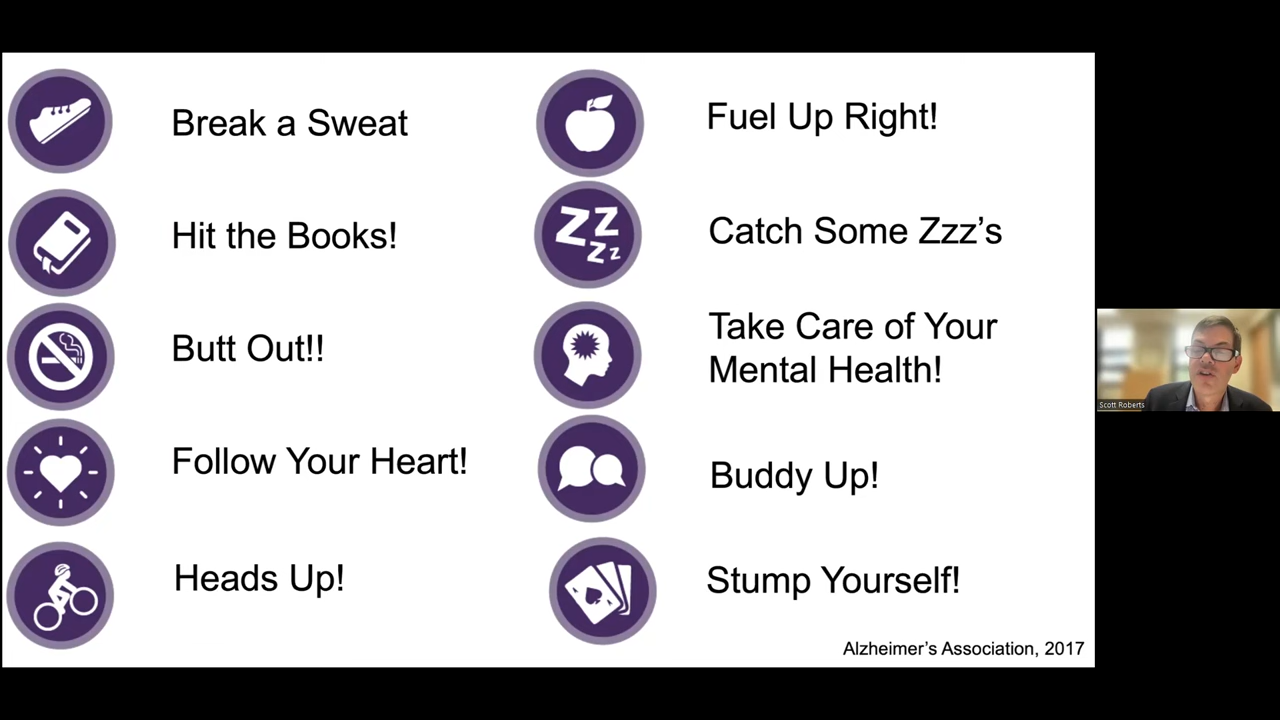 Break a Sweat
Hit the Books!
Butt Out!!
Follow Your Heart!
Heads Up!
Fuel Up Right!
ZZZz
Catch Some Zzz’s
Take Care of Your
Mental Health!
Buddy Up!
Stump Yourself!
Alzheimer’s Association, 2017
Scott Roberts